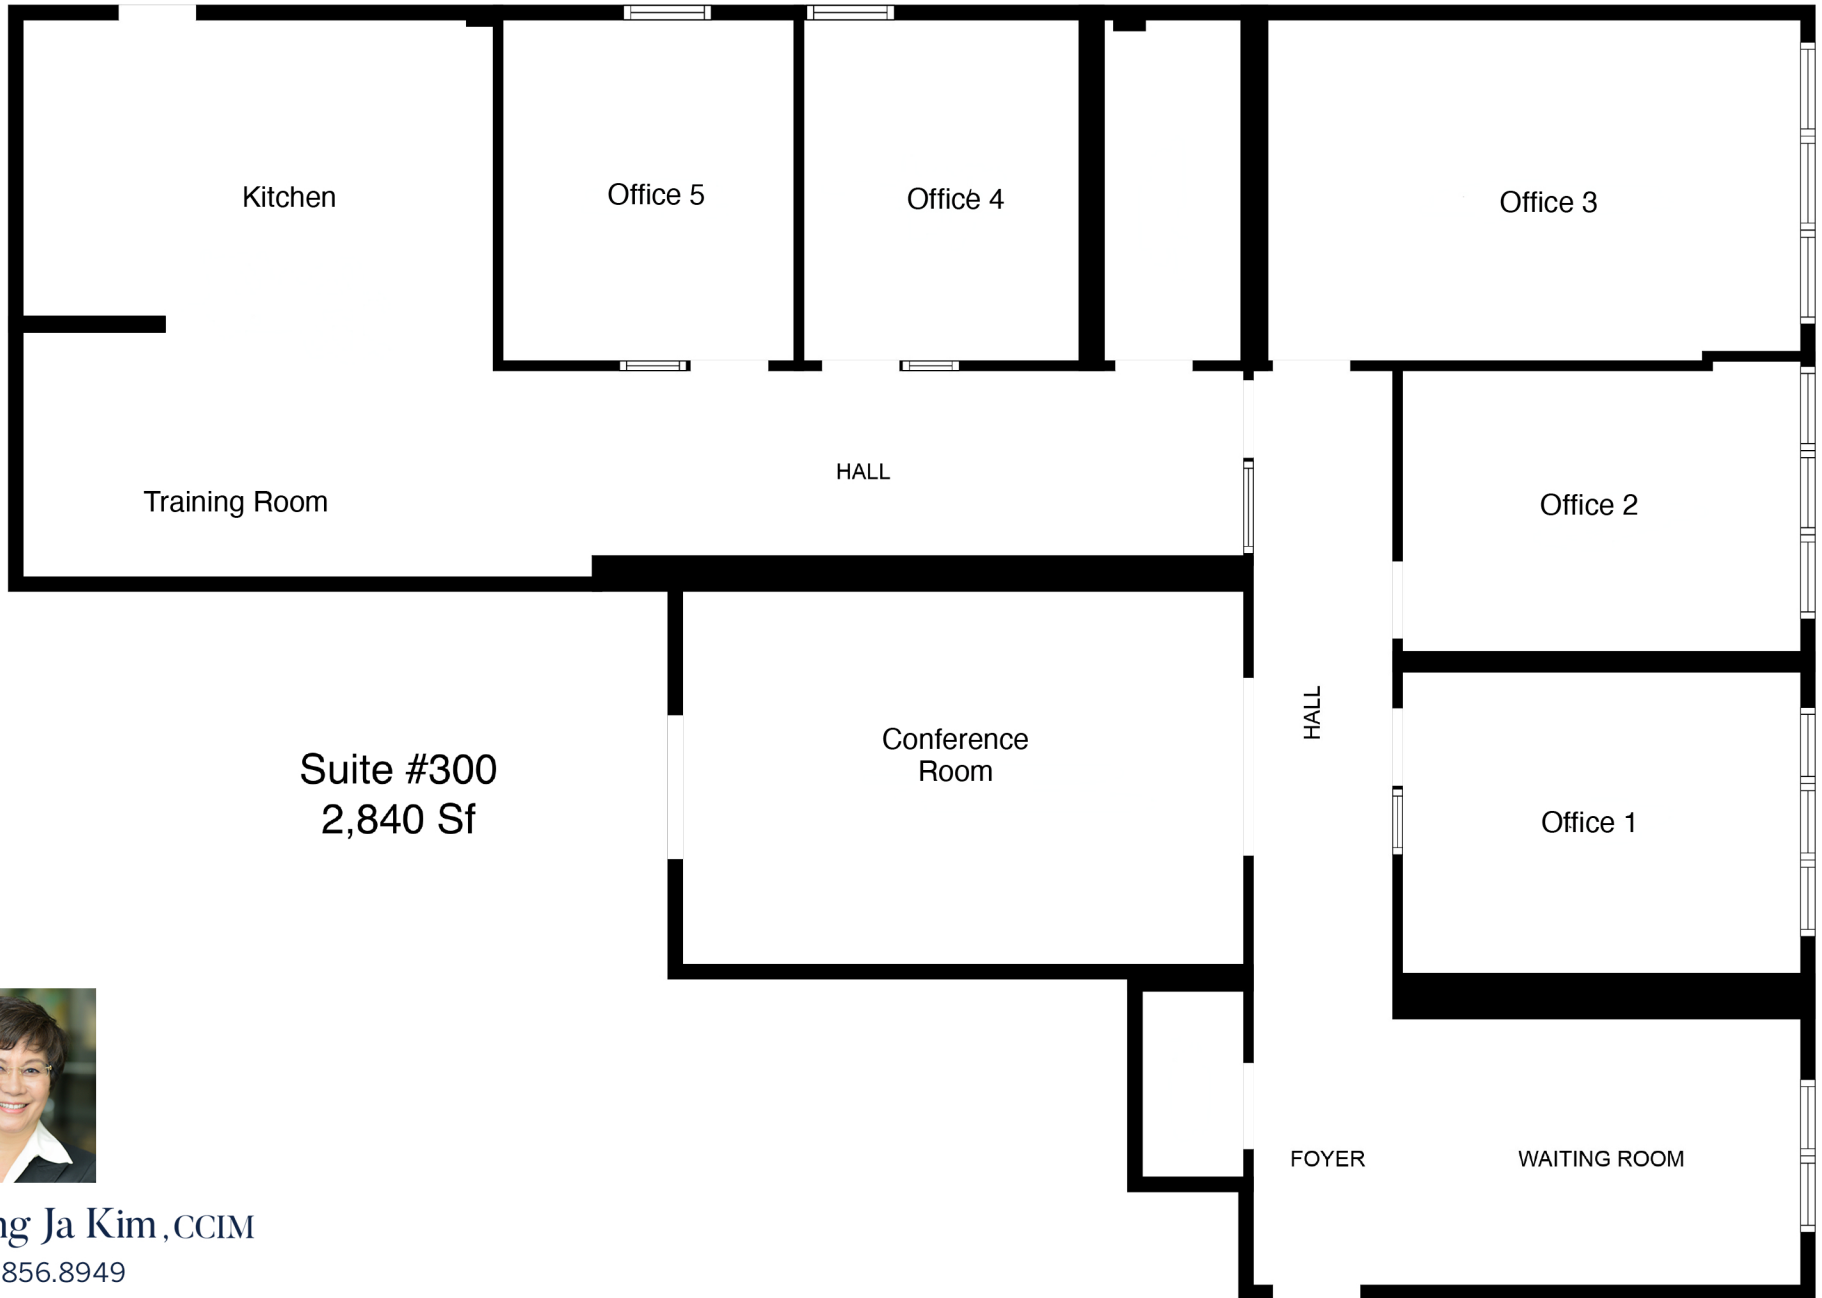 Kitchen
Office 5
Office 4
Office 3
HALL
Training Room
Office 2
HALL
Conference
Room
Office 1
Suite #300
2,840 Sf
FOYER
WAITING ROOM
Ja Kim, CCIM
856.8949